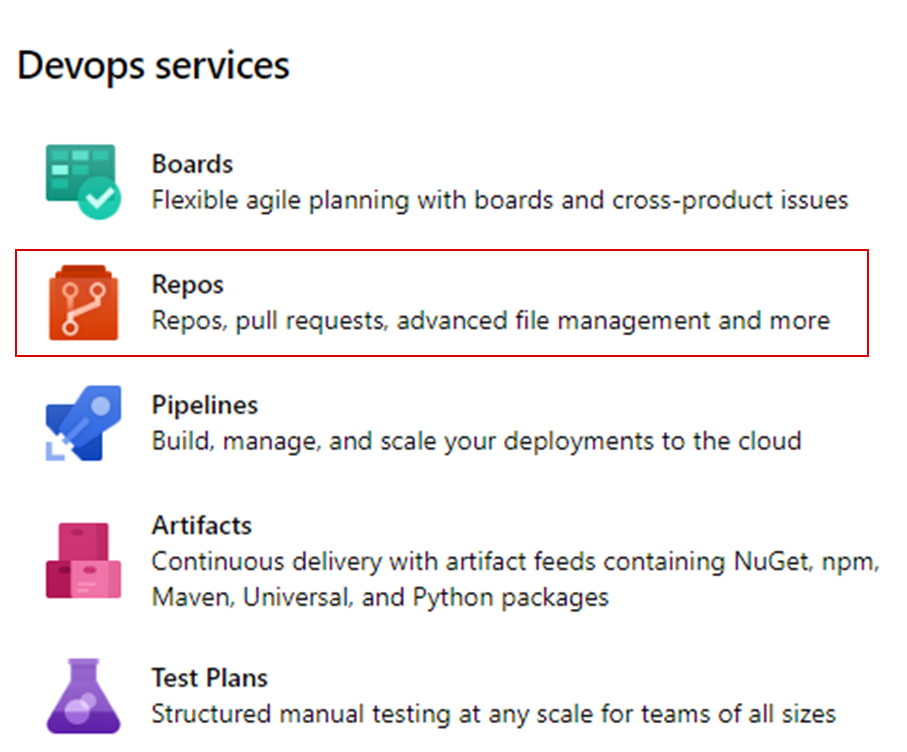 Devops services
Boards
Flexible agile planning with boards and cross-product issues
Repos
Repos, pull requests, advanced file management and more
Pipelines
Build, manage, and scale your deployments to the cloud
Artifacts
Continuous delivery with artifact feeds containing NuGet, npm,
Maven, Universal, and Python packages
Test Plans
Structured manual testing at any scale for teams of all sizes